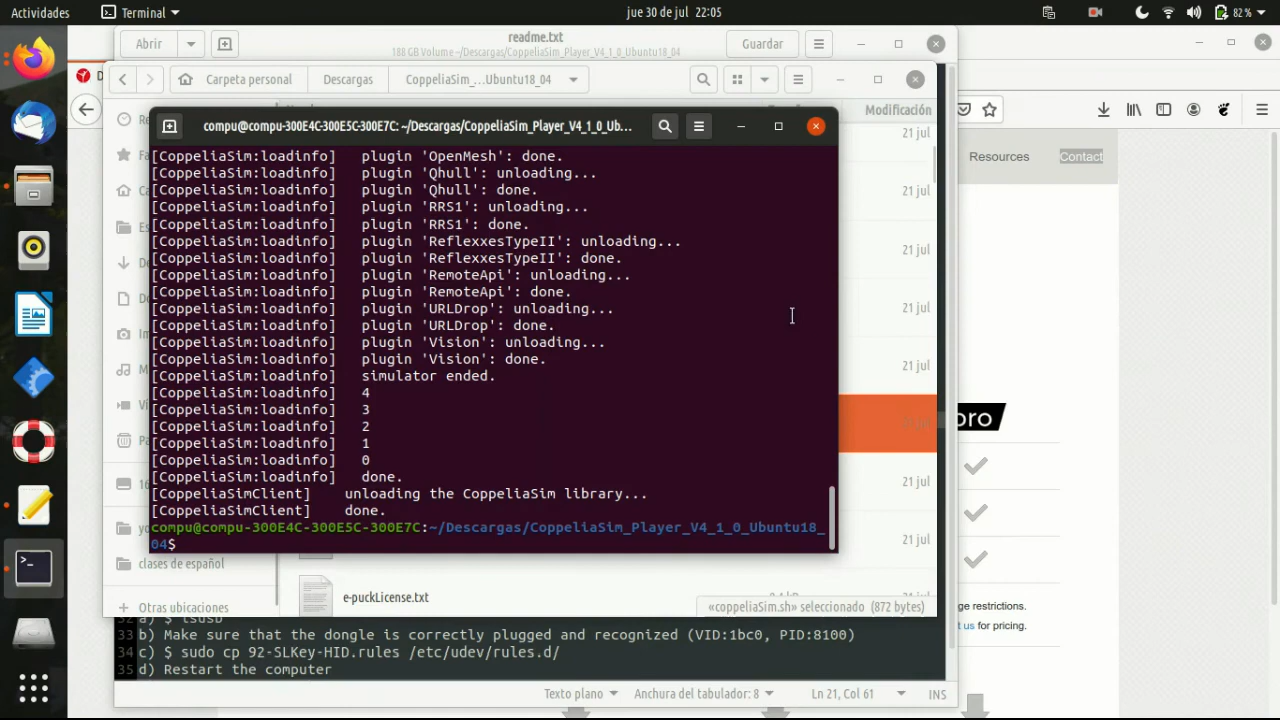 Actividades
Terminal
jue 30 de jul 22:05
82 %
Abrir
readme.txt
188 GB Volume ~/Descargas/CoppeliaSim_Player_V4_1_0_Ubuntu18_04
Guardar
Carpeta personal
Descargas
CoppeliaSim ...Ubuntu18_04
Modificación
compu@compu-300E4C-300E5C-300E7C: ~/Descargas/CoppeliaSim_Player_V4_1_0_Ub...
[CoppeliaSim:loadinfo] plugin 'OpenMesh': done.
[CoppeliaSim:loadinfo] plugin 'Qhull': unloading...
[CoppeliaSim:loadinfo] plugin 'Qhull': done.
[CoppeliaSim:loadinfo] plugin 'RRS1': unloading...
[CoppeliaSim:loadinfo] plugin 'RRS1': done.
[CoppeliaSim:loadinfo] plugin 'ReflexxesTypeII': unloading...
[CoppeliaSim:loadinfo] plugin 'ReflexxesTypeII': done.
[CoppeliaSim:loadinfo] plugin 'RemoteApi': unloading...
[CoppeliaSim:loadinfo] plugin 'RemoteApi': done.
[CoppeliaSim:loadinfo] plugin 'URLDrop': unloading...
[CoppeliaSim:loadinfo] plugin 'URLDrop': done.
[CoppeliaSim:loadinfo] plugin 'Vision': unloading...
[CoppeliaSim:loadinfo] plugin 'Vision': done.
[CoppeliaSim:loadinfo] simulator ended.
[CoppeliaSim:loadinfo] 4
[CoppeliaSim:loadinfo] 3
[CoppeliaSim:loadinfo] 2
[CoppeliaSim:loadinfo] 1
[CoppeliaSim:loadinfo] 0
[CoppeliaSim:loadinfo] done.
[CoppeliaSimClient] unloading the CoppeliaSim library...
[CoppeliaSimClient] done.
compu@compu-300E4C-300E5C-300E7C:~/Descargas/CoppeliaSim_Player_V4_1_0_Ubuntu18_
04$
21 jul
21 jul
21 jul
21 jul
21 jul
21 jul
21 jul
21 jul
Resources
Contact
pro
ge restrictions.
t us for pricing.
clases de español
Otras ubicaciones
e-puckLicense.txt
«coppeliaSim.sh» seleccionado (872 bytes)
33 b) Make sure that the dongle is correctly plugged and recognized (VID:1bc0, PID:8100)
34 c) $ sudo cp 92-SLKey-HID.rules /etc/udev/rules.d/
35 d) Restart the computer
Texto plano
Anchura del tabulador: 8
Ln 21, Col 61
INS